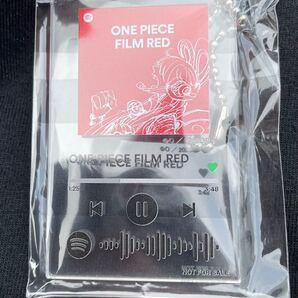 ONE PIECE
FILM RED
ONE PIECE FILM RED
1:25
3:48
NOT FOR SALE